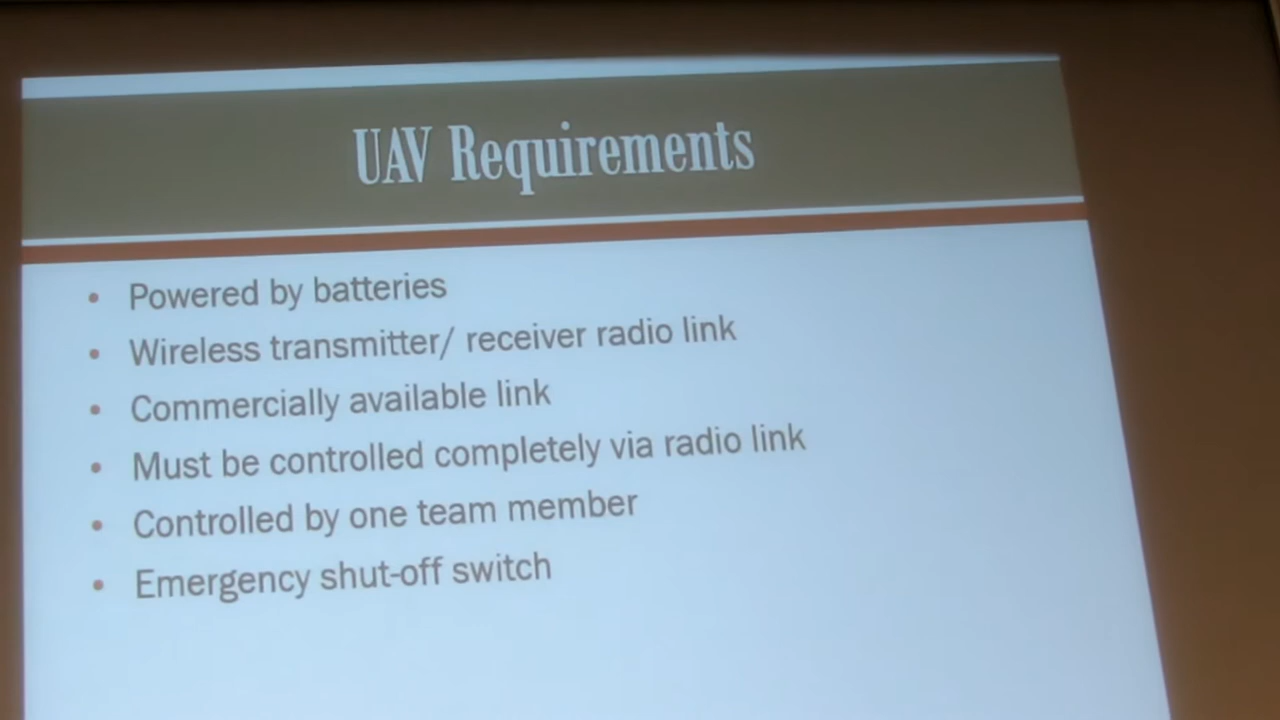 UAV Requirements
• Powered by batteries
• Wireless transmitter/ receiver radio link
• Commercially available link
• Must be controlled completely via radio link
• Controlled by one team member
• Emergency shut-off switch